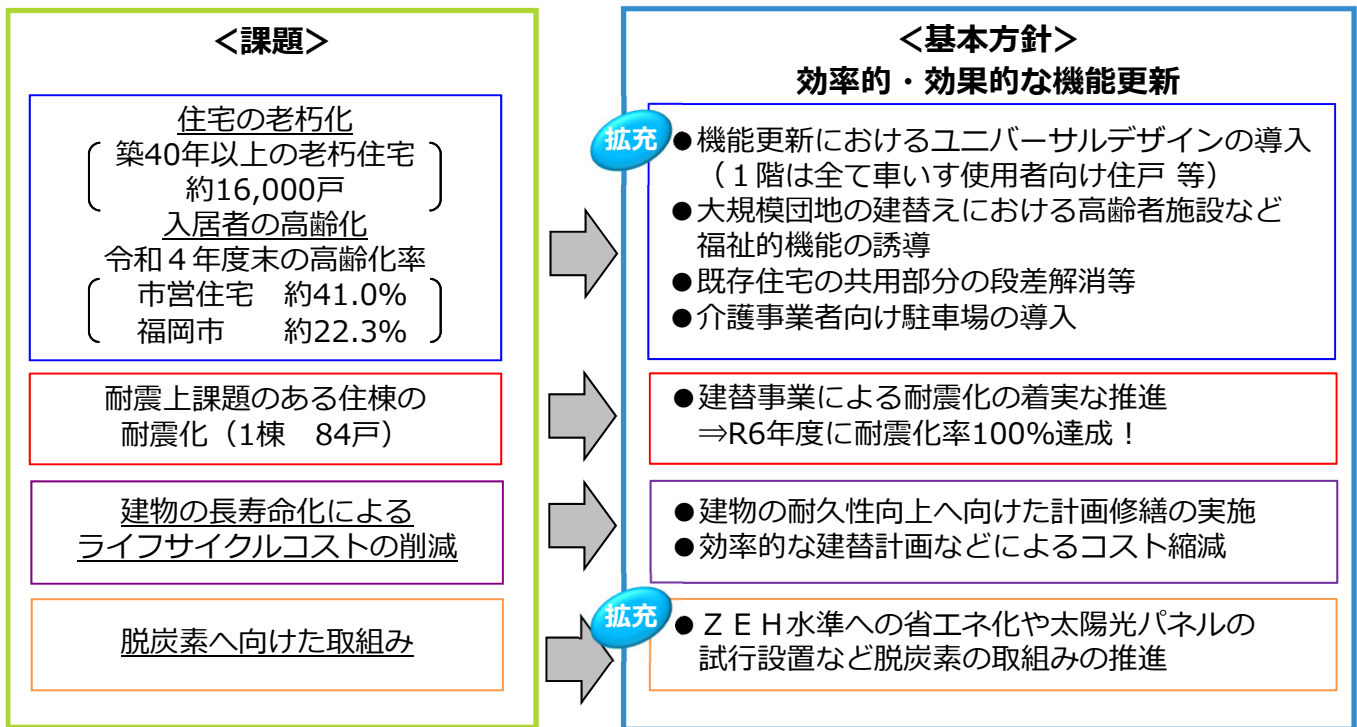 ＜課題＞
住宅の老朽化
築40年以上の老朽住宅
約16,000戸
入居者の高齢化
令和４年度末の高齢化率
市営住宅　約41.0%
福岡市　　約22.3%
耐震上課題のある住棟の
耐震化（1棟　84戸）
建物の長寿命化による
ライフサイクルコストの削減
脱炭素へ向けた取組み
＜基本方針＞
効率的・効果的な機能更新
拡充
●機能更新におけるユニバーサルデザインの導入
（１階は全て車いす使用者向け住戸 等）
●大規模団地の建替えにおける高齢者施設など
福祉的機能の誘導
●既存住宅の共用部分の段差解消等
●介護事業者向け駐車場の導入
●建替事業による耐震化の着実な推進
⇒R6年度に耐震化率100%達成！
●建物の耐久性向上へ向けた計画修繕の実施
●効率的な建替計画などによるコスト縮減
拡充
●ＺＥＨ水準への省エネ化や太陽光パネルの
試行設置など脱炭素の取組みの推進